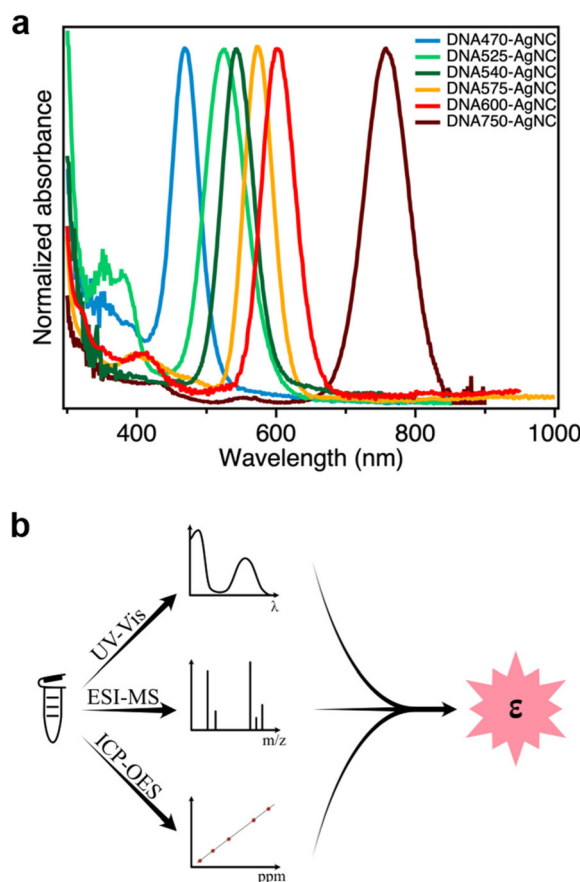 a
DNA470-AgNC
DNA525-AgNC
DNA540-AgNC
DNA575-AgNC
DNA600-AgNC
DNA750-AgNC
Normalized absorbance
400
600
800
1000
Wavelength (nm)
b
UV-Vis
λ
ESI-MS
m/z
ICP-OES
ppm
ε